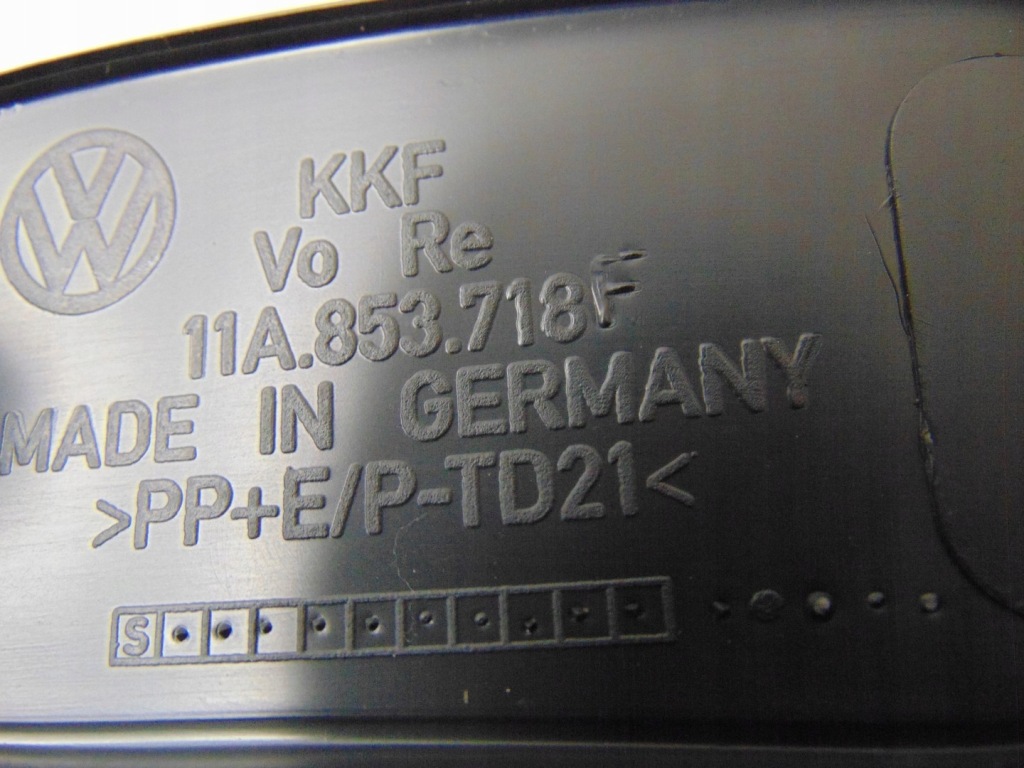 KKF
Vo Re
11A.853.718F
MADE IN GERMANY
>PP+E/P-TD21<
S